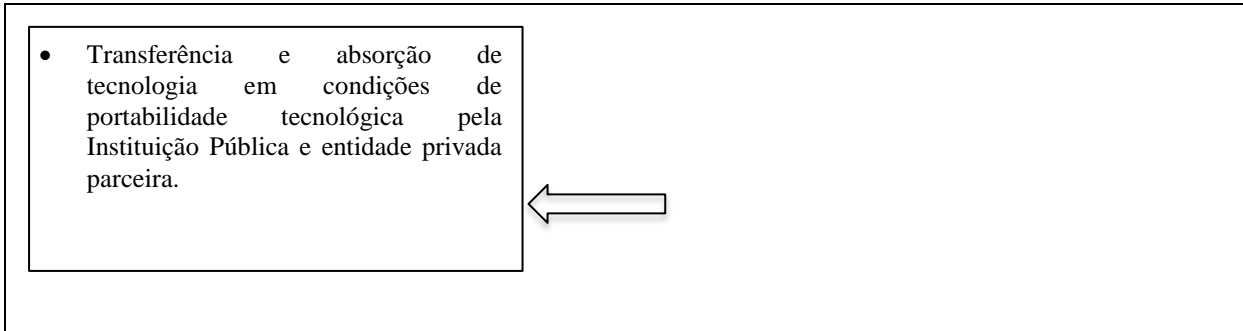 • Transferência e absorção de
tecnologia em condições de
portabilidade tecnológica pela
Instituição Pública e entidade privada
parceira.